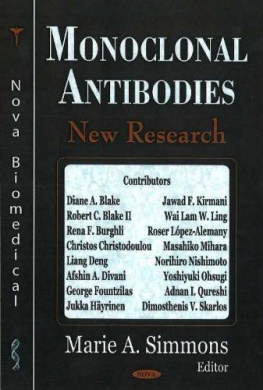 Nova Biomedical
MONOCLONAL
ANTIBODIES
New Research
Contributors
Diane A. Blake
Robert C. Blake II
Rena F. Burghli
Christos Christodoulou
Liang Deng
Afshin A. Divani
George Fountzilas
Jukka Häyrinen
Jawad F. Kirmani
Wai Lam W. Ling
Roser López-Alemany
Masahiko Mihara
Norihiro Nishimoto
Yoshiyuki Ohsugi
Adnan I. Qureshi
Dimosthenis V. Skarlos
Marie A. Simmons
Editor
NOVA